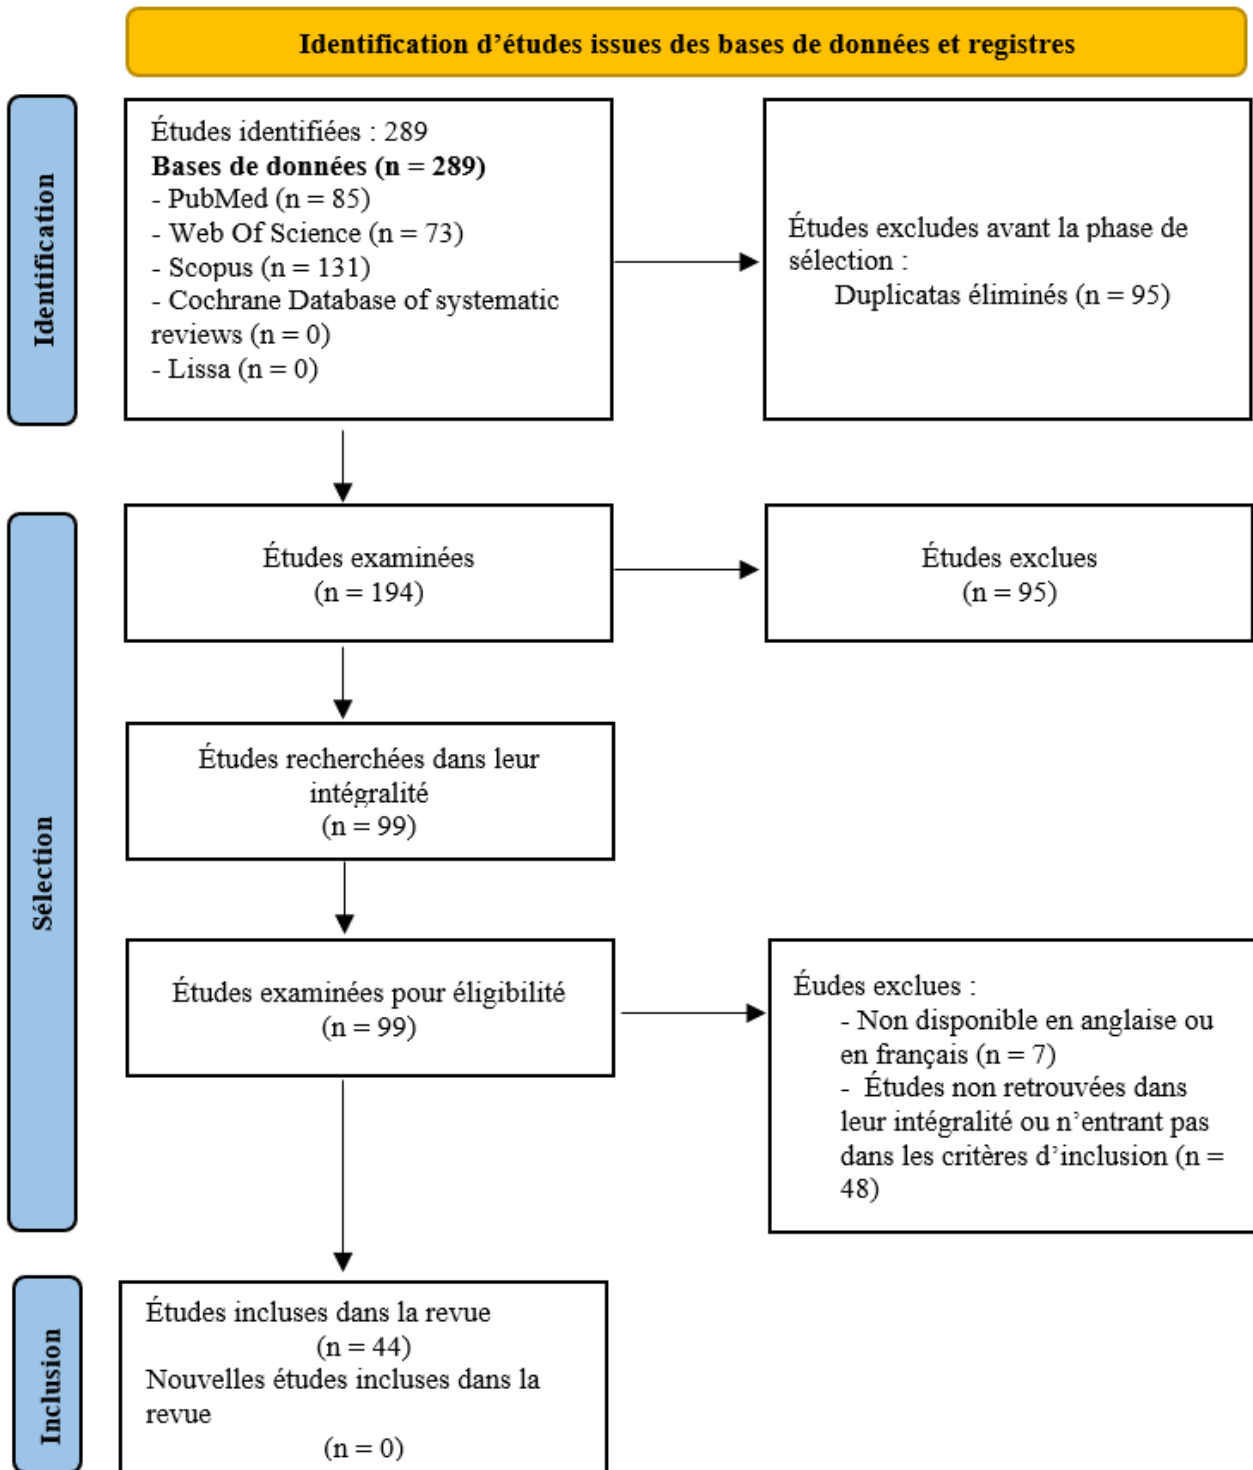 Identification d’études issues des bases de données et registres
Identification
Études identifiées : 289
Bases de données (n = 289)
- PubMed (n = 85)
- Web Of Science (n = 73)
- Scopus (n = 131)
- Cochrane Database of systematic
reviews (n = 0)
- Lissa (n = 0)
Études excludes avant la phase de
sélection :
Duplicatas éliminés (n = 95)
Sélection
Études examinées
(n = 194)
Études exclues
(n = 95)
Études recherchées dans leur
intégralité
(n = 99)
Études examinées pour éligibilité
(n = 99)
Éudes exclues :
- Non disponible en anglaise ou
en français (n = 7)
- Études non retrouvées dans
leur intégralité ou n’entrant pas
dans les critères d’inclusion (n =
48)
Inclusion
Études incluses dans la revue
(n = 44)
Nouvelles études incluses dans la
revue
(n = 0)